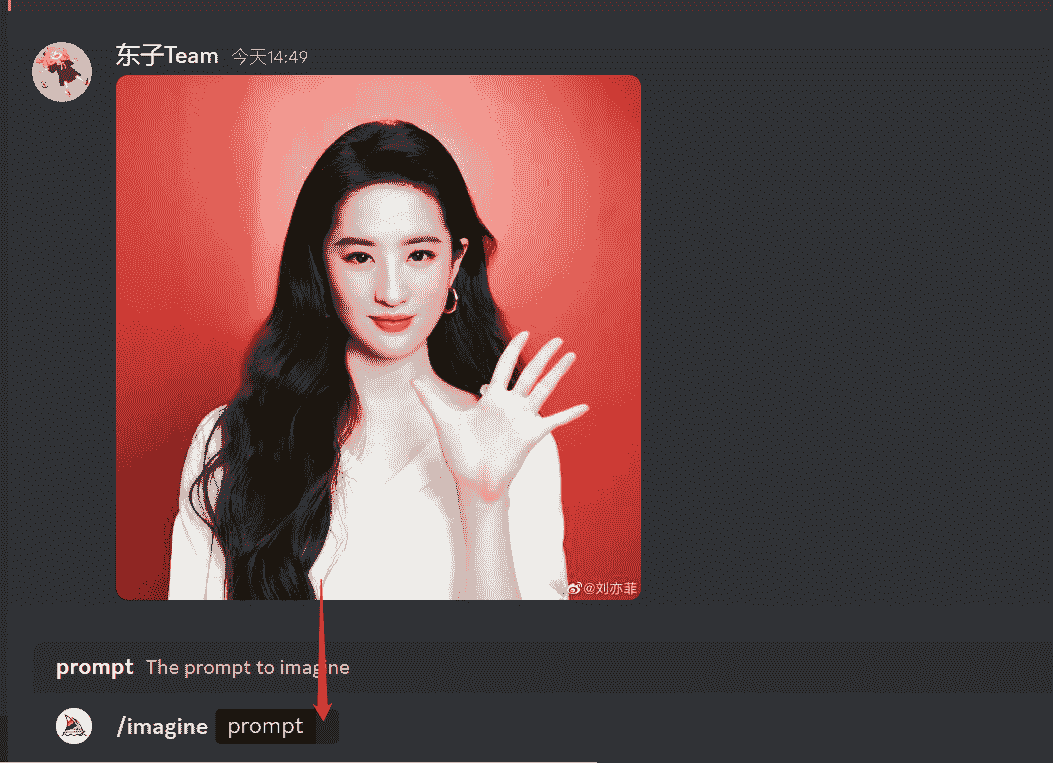 东子Team 今天14:49
@刘亦菲
prompt The prompt to imagine
/imagine prompt